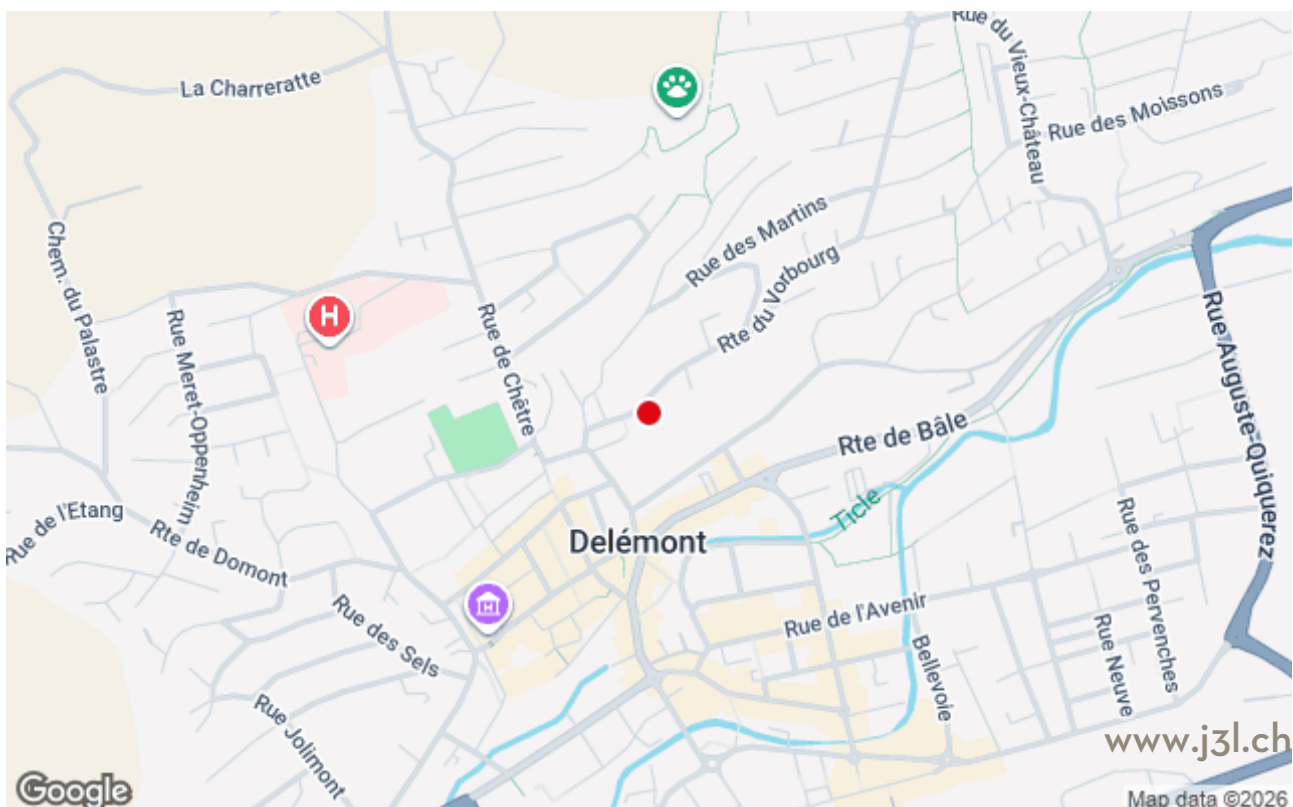 Rue du Vieux-Château
La Charreratte
Rue des Moissons
Chem. du Palastre
Rue des Martins
Rte du Vorbourg
H
Rue Meret-Oppenheim
Rue de Chêtre
Rue Auguste-Quiquerez
Rte de Bâle
Ticle
Rue de l'Etang
Rte de Domont
Delémont
Rue des Pervenches
Rue de l'Avenir
Rue des Sels
Rue Neuve
Bellevoie
Rue Jolimont
www.j3l.ch
Google
Map data ©2026